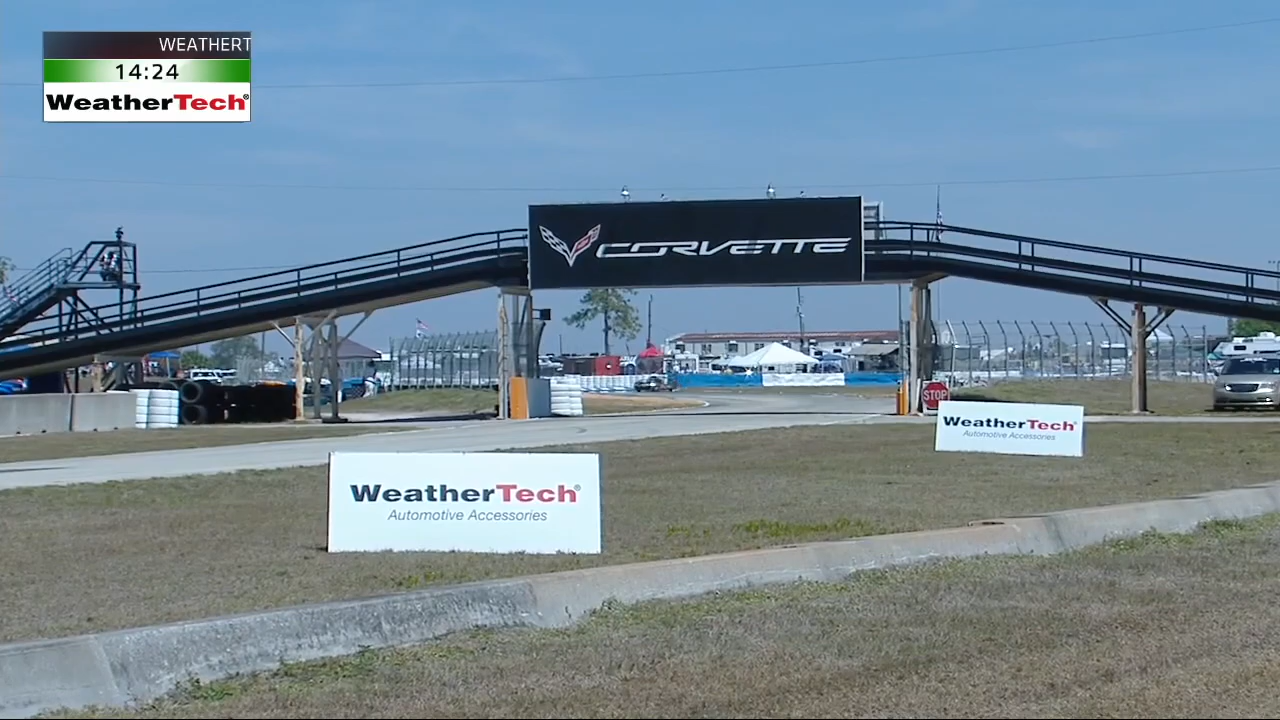 WEATHERT
14:24
WeatherTech®
CORVETTE
STOP
WeatherTech®
Automotive Accessories
WeatherTech®
Automotive Accessories